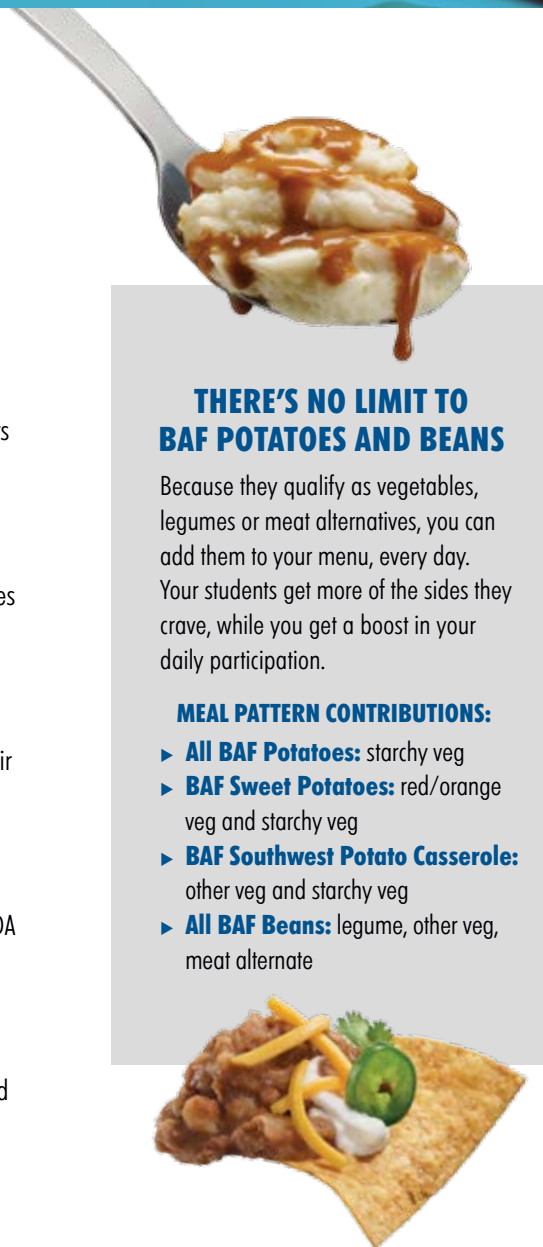 THERE'S NO LIMIT TO
BAF POTATOES AND BEANS
Because they qualify as vegetables,
legumes or meat alternatives, you can
add them to your menu, every day.
Your students get more of the sides they
crave, while you get a boost in your
daily participation.
MEAL PATTERN CONTRIBUTIONS:
▶ All BAF Potatoes: starchy veg
▶ BAF Sweet Potatoes: red/orange
veg and starchy veg
▶ BAF Southwest Potato Casserole:
other veg and starchy veg
▶ All BAF Beans: legume, other veg,
meat alternate